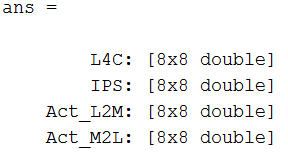 ans =
L4C: [8x8 double]
IPS: [8x8 double]
Act_L2M: [8x8 double]
Act_M2L: [8x8 double]